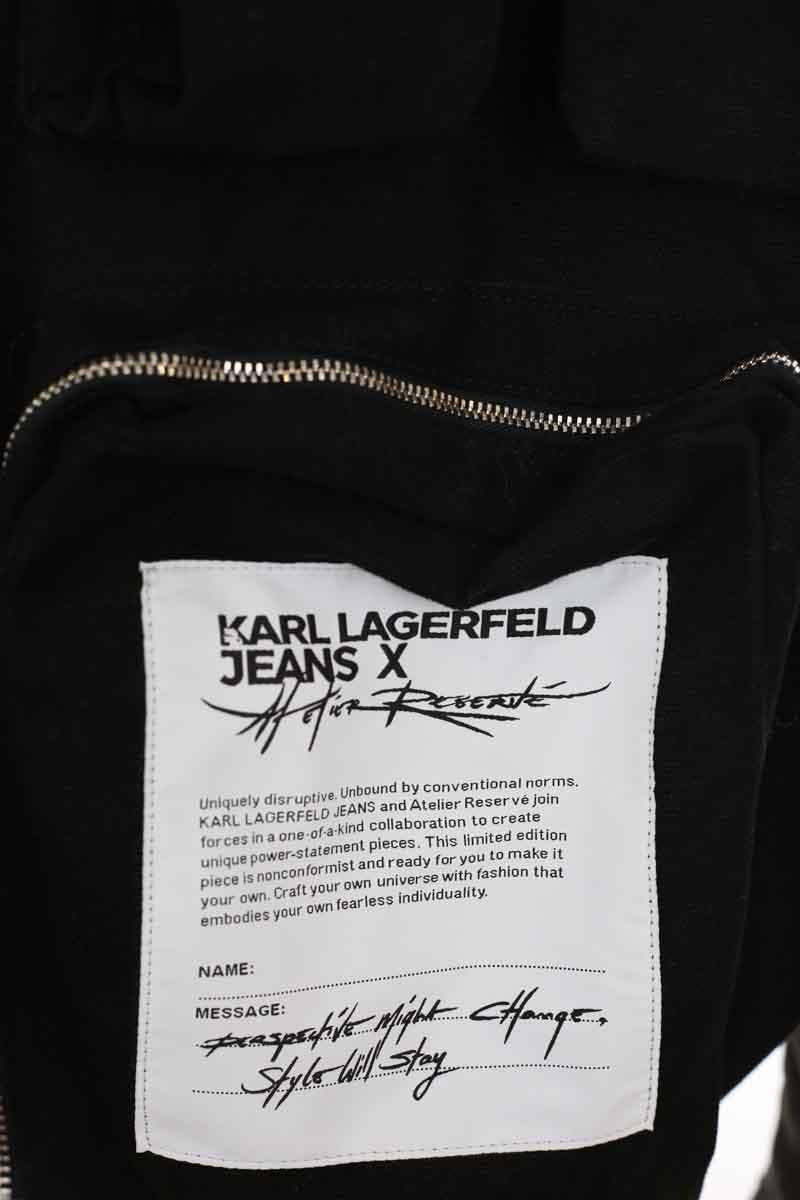 KARL LAGERFELD
JEANS X
Atelier Reservé
Uniquely disruptive. Unbound by conventional norms.
KARL LAGERFELD JEANS and Atelier Reservé join
forces in a one-of-a-kind collaboration to create
unique power-statement pieces. This limited edition
piece is nonconformist and ready for you to make it
your own. Craft your own universe with fashion that
embodies your own fearless individuality.
NAME:
MESSAGE:
Perspective Might Change.
Style Will Stay